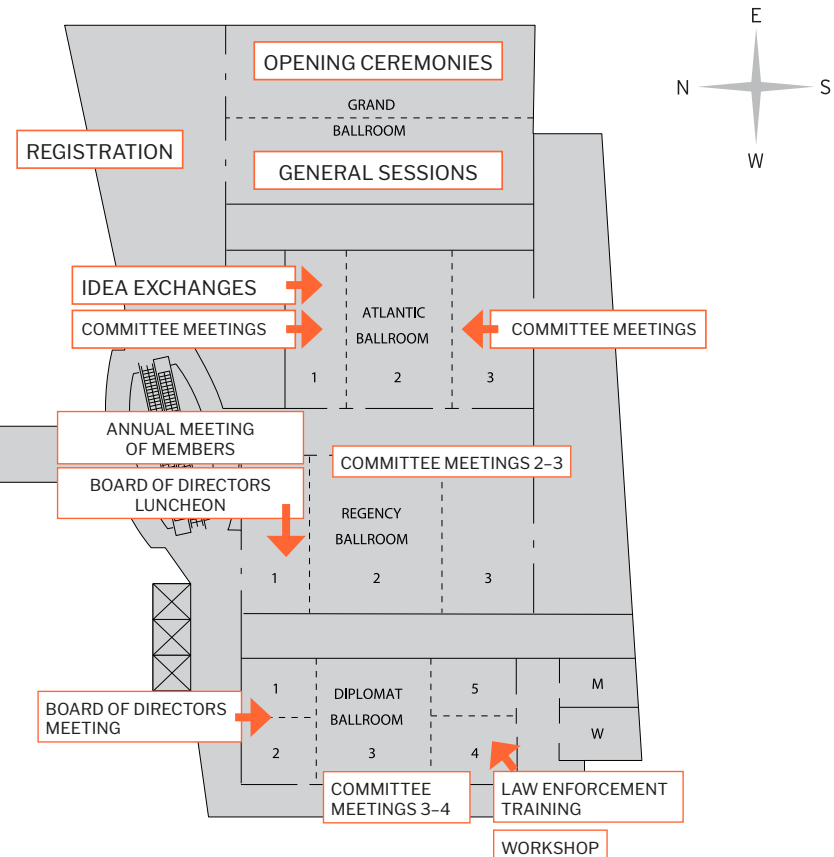 E
N
S
W
OPENING CEREMONIES
GRAND
BALLROOM
REGISTRATION
GENERAL SESSIONS
IDEA EXCHANGES
COMMITTEE MEETINGS
ATLANTIC
BALLROOM
COMMITTEE MEETINGS
1
2
3
ANNUAL MEETING
OF MEMBERS
COMMITTEE MEETINGS 2–3
BOARD OF DIRECTORS
LUNCHEON
REGENCY
BALLROOM
1
2
3
1
DIPLOMAT
BALLROOM
5
M
BOARD OF DIRECTORS
MEETING
W
2
3
4
COMMITTEE
MEETINGS 3–4
LAW ENFORCEMENT
TRAINING
WORKSHOP